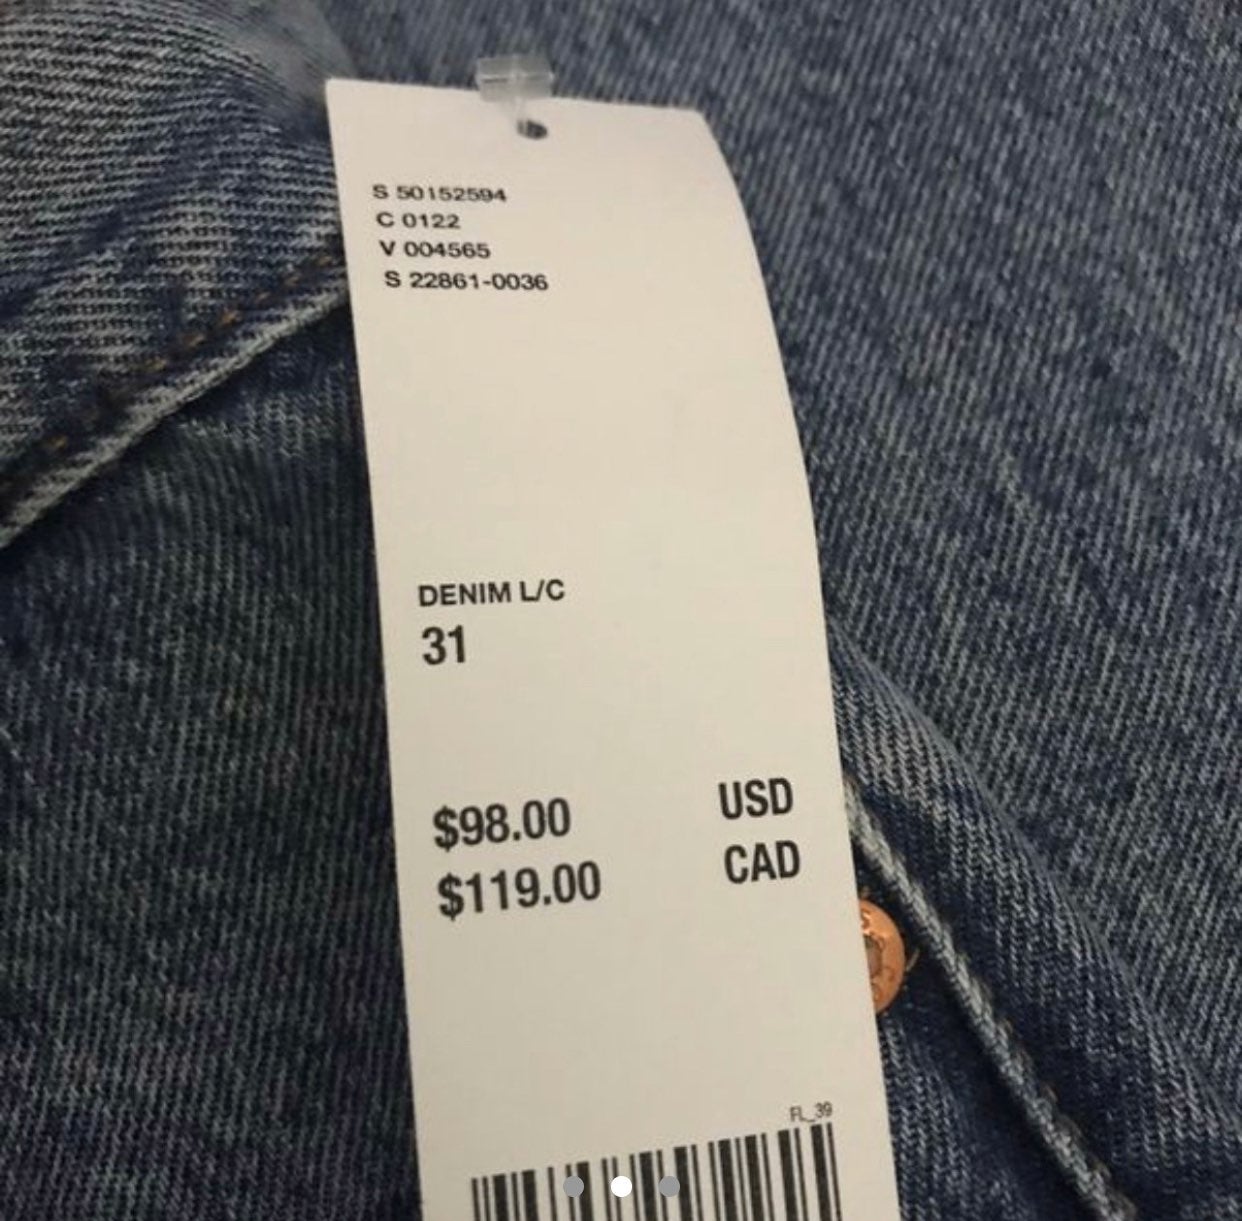 S 50152594
C 0122
V 004565
S 22861-0036
DENIM L/C
31
$98.00 USD
$119.00 CAD
FL_39